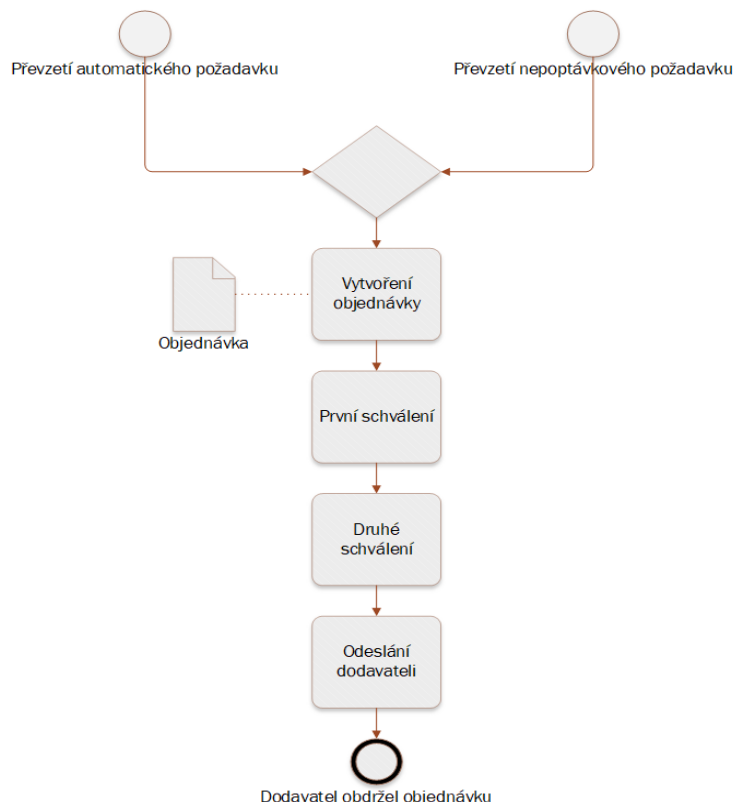 Převzetí automatického požadavku
Převzetí nepoptávkového požadavku
Vytvoření
objednávky
Objednávka
První schválení
Druhé
schválení
Odeslání
dodavateli
Dodavatel obdržel objednávku